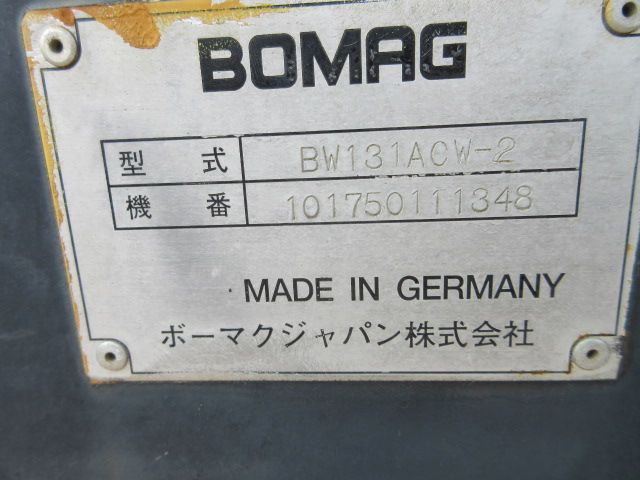 BOMAG
型式 BW131ACW-2
機番 101750111348
MADE IN GERMANY
ボーマクジャパン株式会社